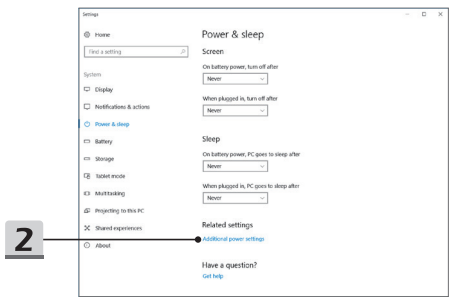 Settings
Home
Find a setting
System
Display
Notifications & actions
Power & sleep
Battery
Storage
Tablet mode
Multitasking
Projecting to this PC
Shared experiences
About
Power & sleep
Screen
On battery power, turn off after
Never
When plugged in, turn off after
Never
Sleep
On battery power, PC goes to sleep after
Never
When plugged in, PC goes to sleep after
Never
Related settings
Additional power settings
Have a question?
Get help
2